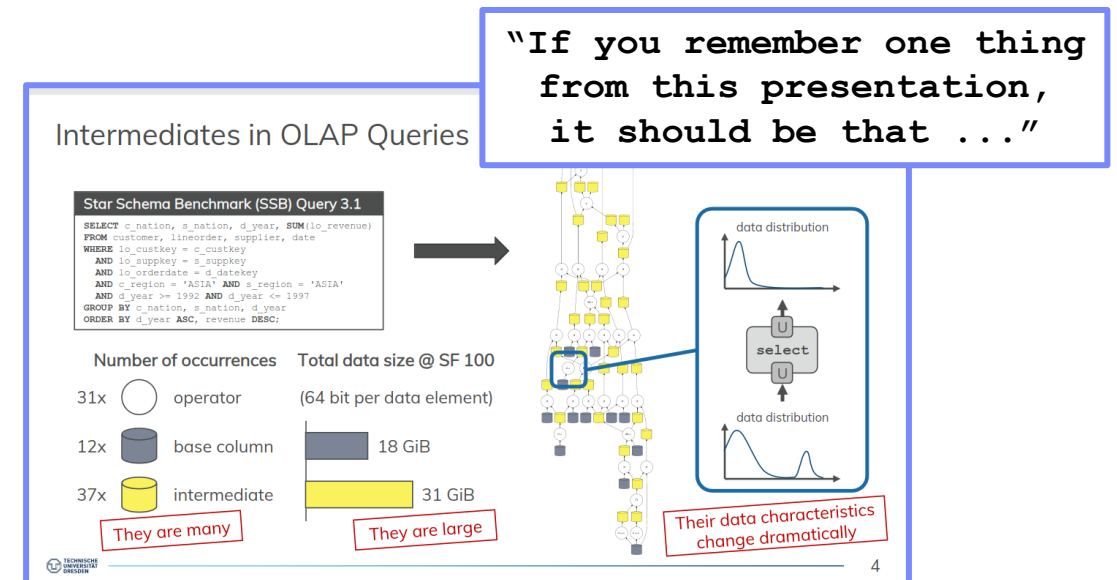 “If you remember one thing
from this presentation,
it should be that ...”
Intermediates in OLAP Queries
Star Schema Benchmark (SSB) Query 3.1
SELECT c_nation, s_nation, d_year, SUM(lo_revenue)
FROM customer, lineorder, supplier, date
WHERE lo_custkey = c_custkey
AND lo_suppkey = s_suppkey
AND lo_orderdate = d_datekey
AND c_region = 'ASIA' AND s_region = 'ASIA'
AND d_year >= 1992 AND d_year <= 1997
GROUP BY c_nation, s_nation, d_year
ORDER BY d_year ASC, revenue DESC;
Number of occurrences
31x operator
12x base column
37x intermediate
They are many
Total data size @ SF 100
(64 bit per data element)
18 GiB
31 GiB
They are large
data distribution
U
select
U
data distribution
Their data characteristics
change dramatically
TECHNISCHE
UNIVERSITÄT
DRESDEN
4